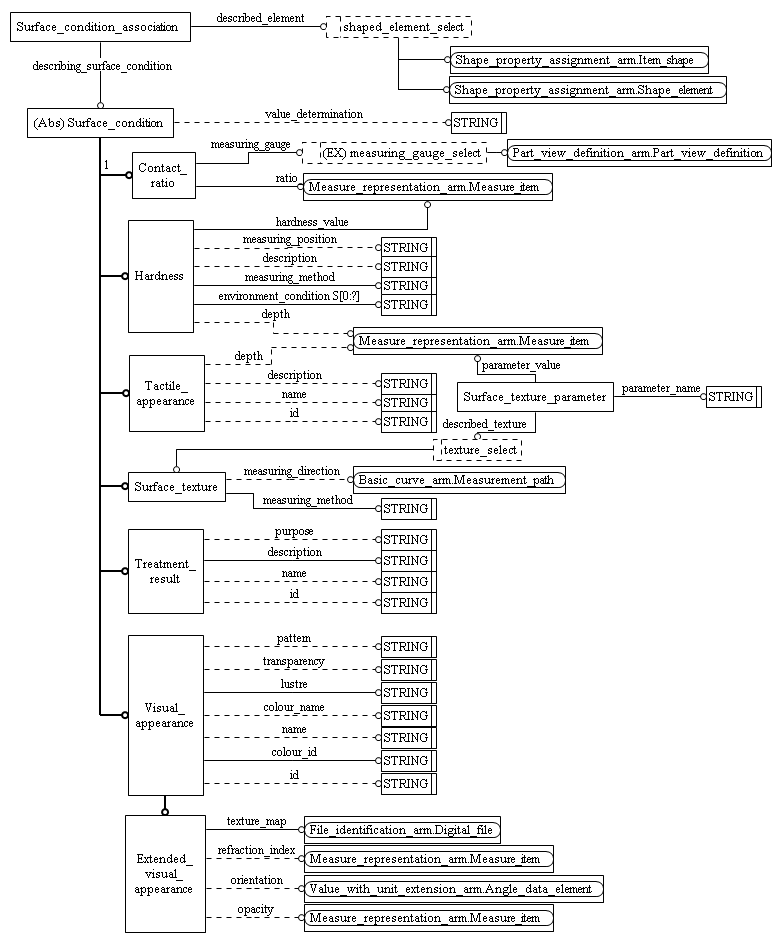 Surface_condition_association
described_element
shaped_element_select
describing_surface_condition
Shape_property_assignment_arm.Item_shape
Shape_property_assignment_arm.Shape_element
(Abs) Surface_condition
value_determination
STRING
1
Contact_
ratio
measuring_gauge
(EX) measuring_gauge_select
Part_view_definition_arm.Part_view_definition
ratio
Measure_representation_arm.Measure_item
Hardness
hardness_value
measuring_position
STRING
description
STRING
measuring_method
STRING
environment_condition S[0:?]
STRING
depth
Measure_representation_arm.Measure_item
Tactile_
appearance
depth
description
STRING
name
STRING
id
STRING
parameter_value
Surface_texture_parameter
parameter_name
STRING
described_texture
texture_select
Surface_texture
measuring_direction
Basic_curve_arm.Measurement_path
measuring_method
STRING
Treatment_
result
purpose
STRING
description
STRING
name
STRING
id
STRING
Visual_
appearance
pattern
STRING
transparency
STRING
lustre
STRING
colour_name
STRING
name
STRING
colour_id
STRING
id
STRING
Extended_
visual_
appearance
texture_map
File_identification_arm.Digital_file
refraction_index
Measure_representation_arm.Measure_item
orientation
Value_with_unit_extension_arm.Angle_data_element
opacity
Measure_representation_arm.Measure_item